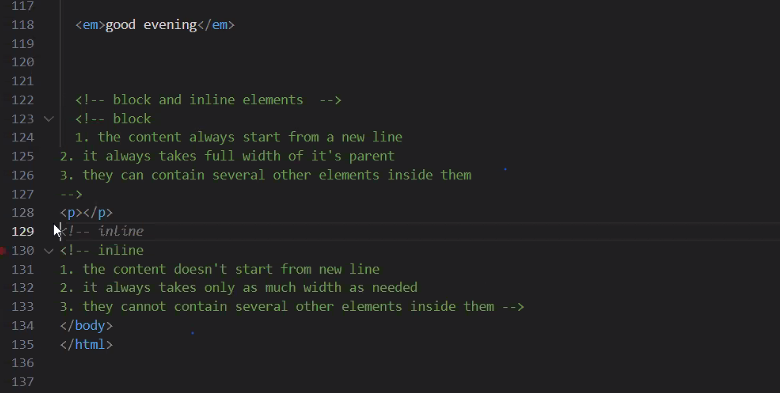 117
118 <em>good evening</em>
119
120
121
122 <!-- block and inline elements -->
123 <!-- block
124 1. the content always start from a new line
125 2. it always takes full width of it's parent
126 3. they can contain several other elements inside them
127 -->
128 <p></p>
129 <!-- inline
130 <!-- inline
131 1. the content doesn't start from new line
132 2. it always takes only as much width as needed
133 3. they cannot contain several other elements inside them -->
134 </body>
135 </html>
136
137